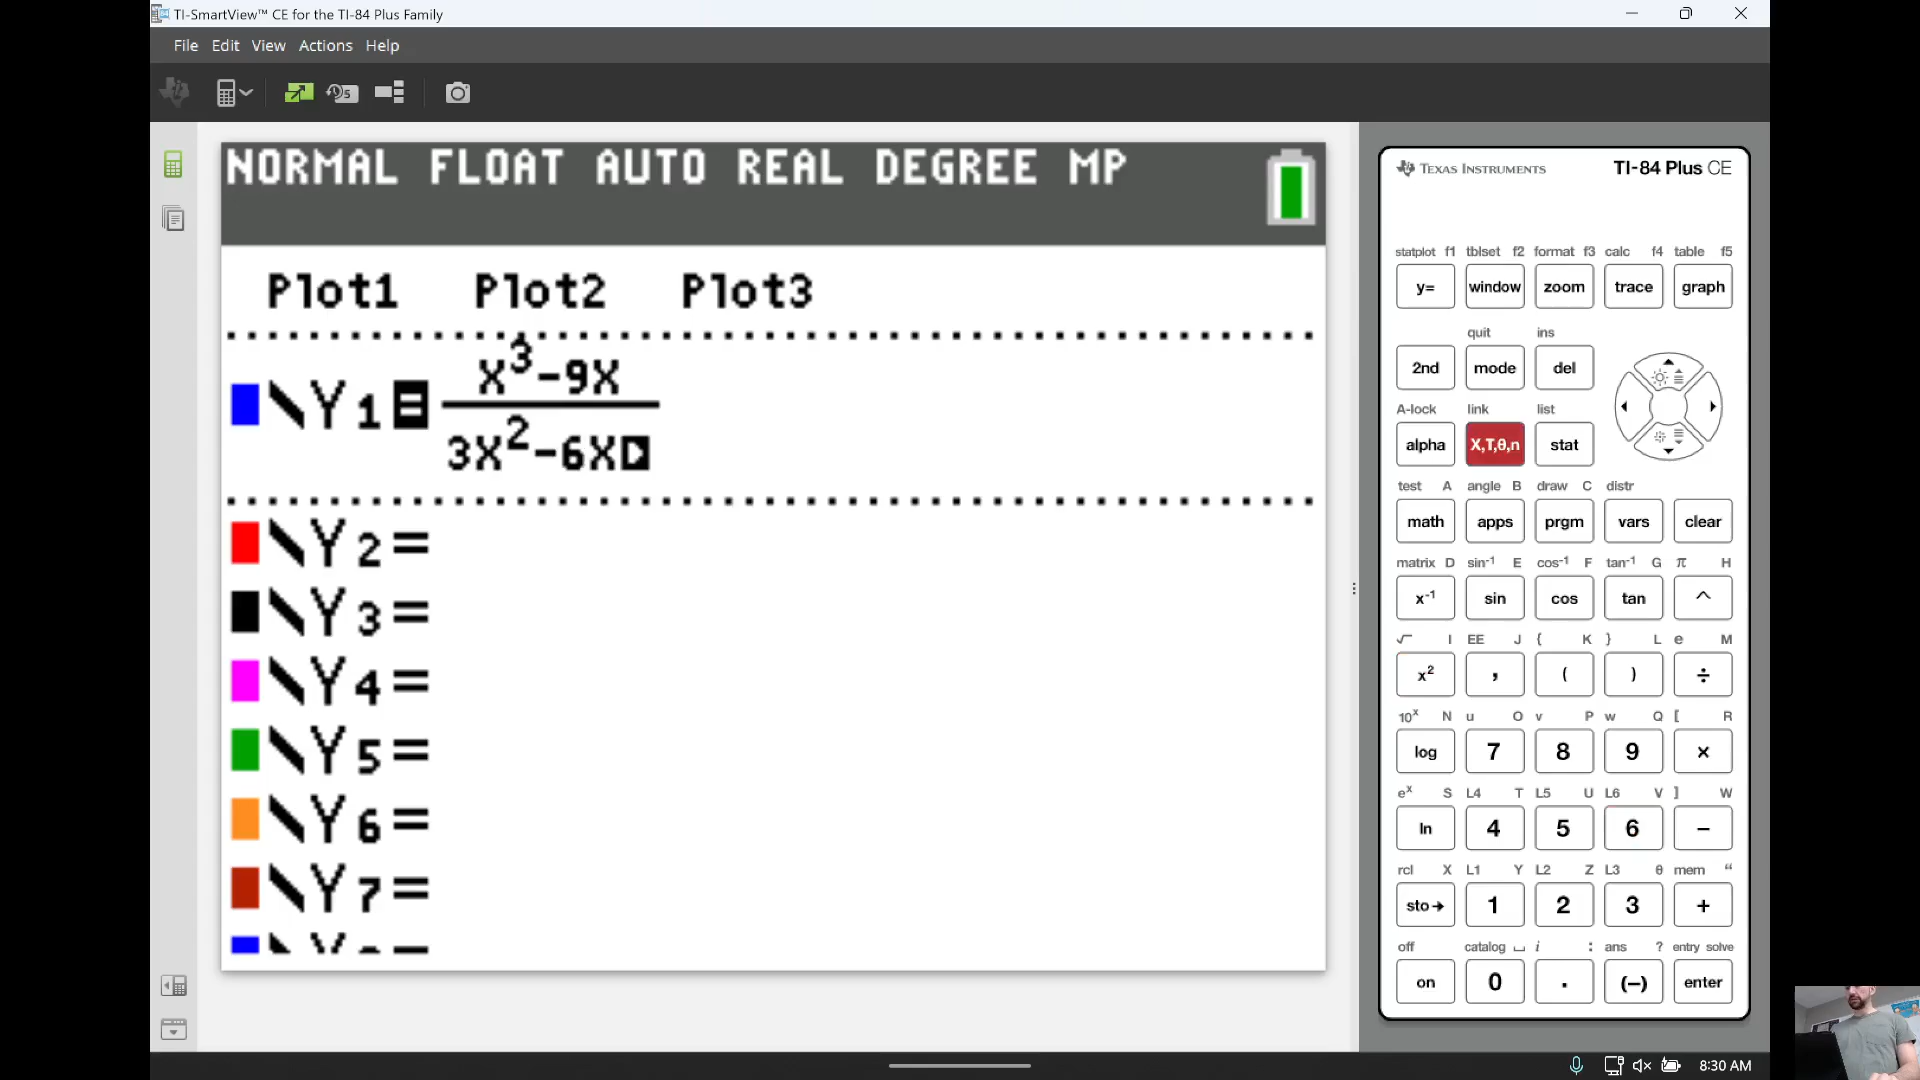 TI-SmartView™ CE for the TI-84 Plus Family
File Edit View Actions Help
NORMAL FLOAT AUTO REAL DEGREE MP
Plot1 Plot2 Plot3
\Y1=(X^3-9X)/(3X^2-6X)
\Y2=
\Y3=
\Y4=
\Y5=
\Y6=
\Y7=
TEXAS INSTRUMENTS TI-84 Plus CE
statplot f1 tblset f2 format f3 calc f4 table f5
y= window zoom trace graph
quit ins
2nd mode del
A-lock link list
alpha X,T,θ,n stat
test A angle B draw C distr
math apps prgm vars clear
matrix D sin⁻¹ E cos⁻¹ F tan⁻¹ G π H
x⁻¹ sin cos tan ^
√ I EE J { K } L e M
x² , ( ) ÷
10ˣ N u O v P w Q [ R
log 7 8 9 ×
eˣ S L4 T L5 U L6 V ] W
ln 4 5 6 −
rcl X L1 Y L2 Z L3 θ mem “
sto→ 1 2 3 +
off catalog ⎵ i : ans ? entry solve
on 0 . (−) enter
8:30 AM